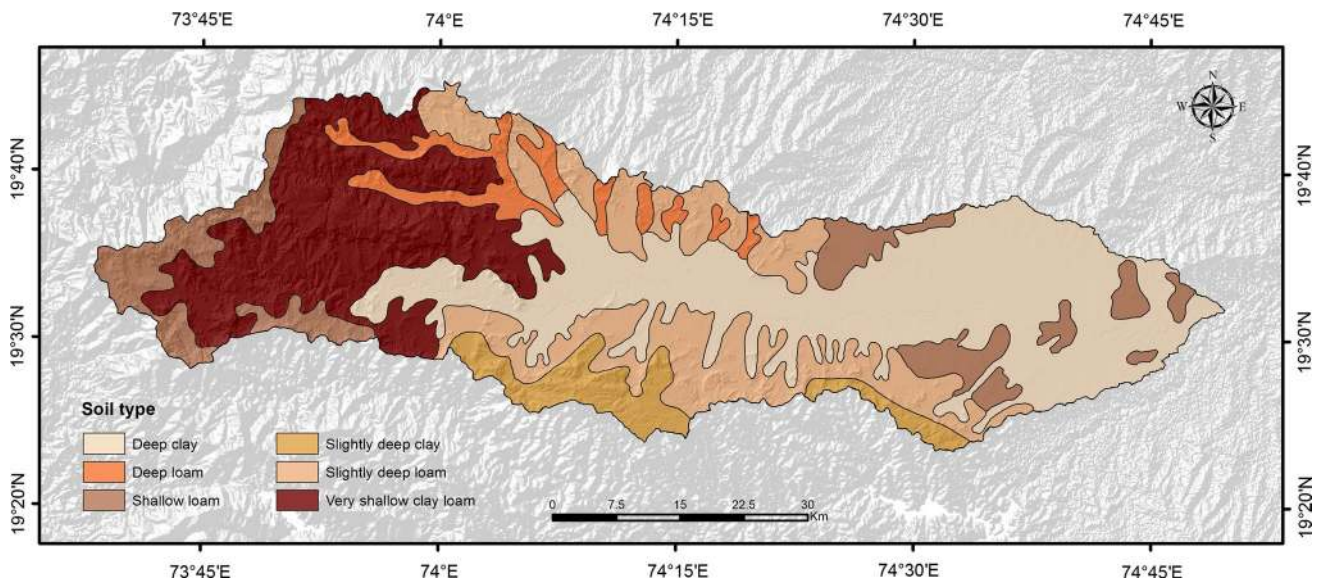 73°45'E 74°E 74°15'E 74°30'E 74°45'E
N
W E
S
19°40'N 19°40'N
19°30'N 19°30'N
19°20'N 19°20'N
Soil type
Deep clay Slightly deep clay
Deep loam Slightly deep loam
Shallow loam Very shallow clay loam
0 7.5 15 22.5 30
Km
73°45'E 74°E 74°15'E 74°30'E 74°45'E